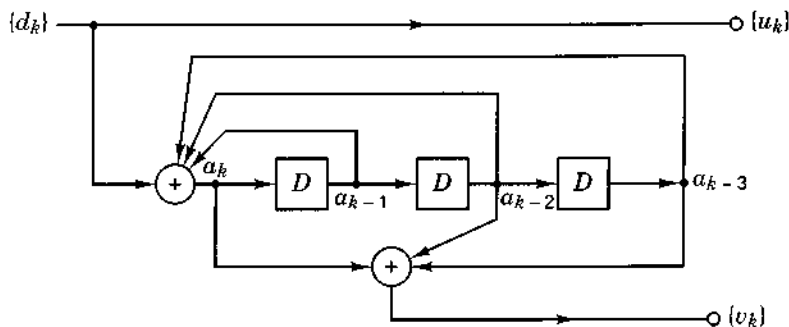 {d_k} {u_k}
+ a_k D a_{k-1} D a_{k-2} D a_{k-3}
+
{v_k}